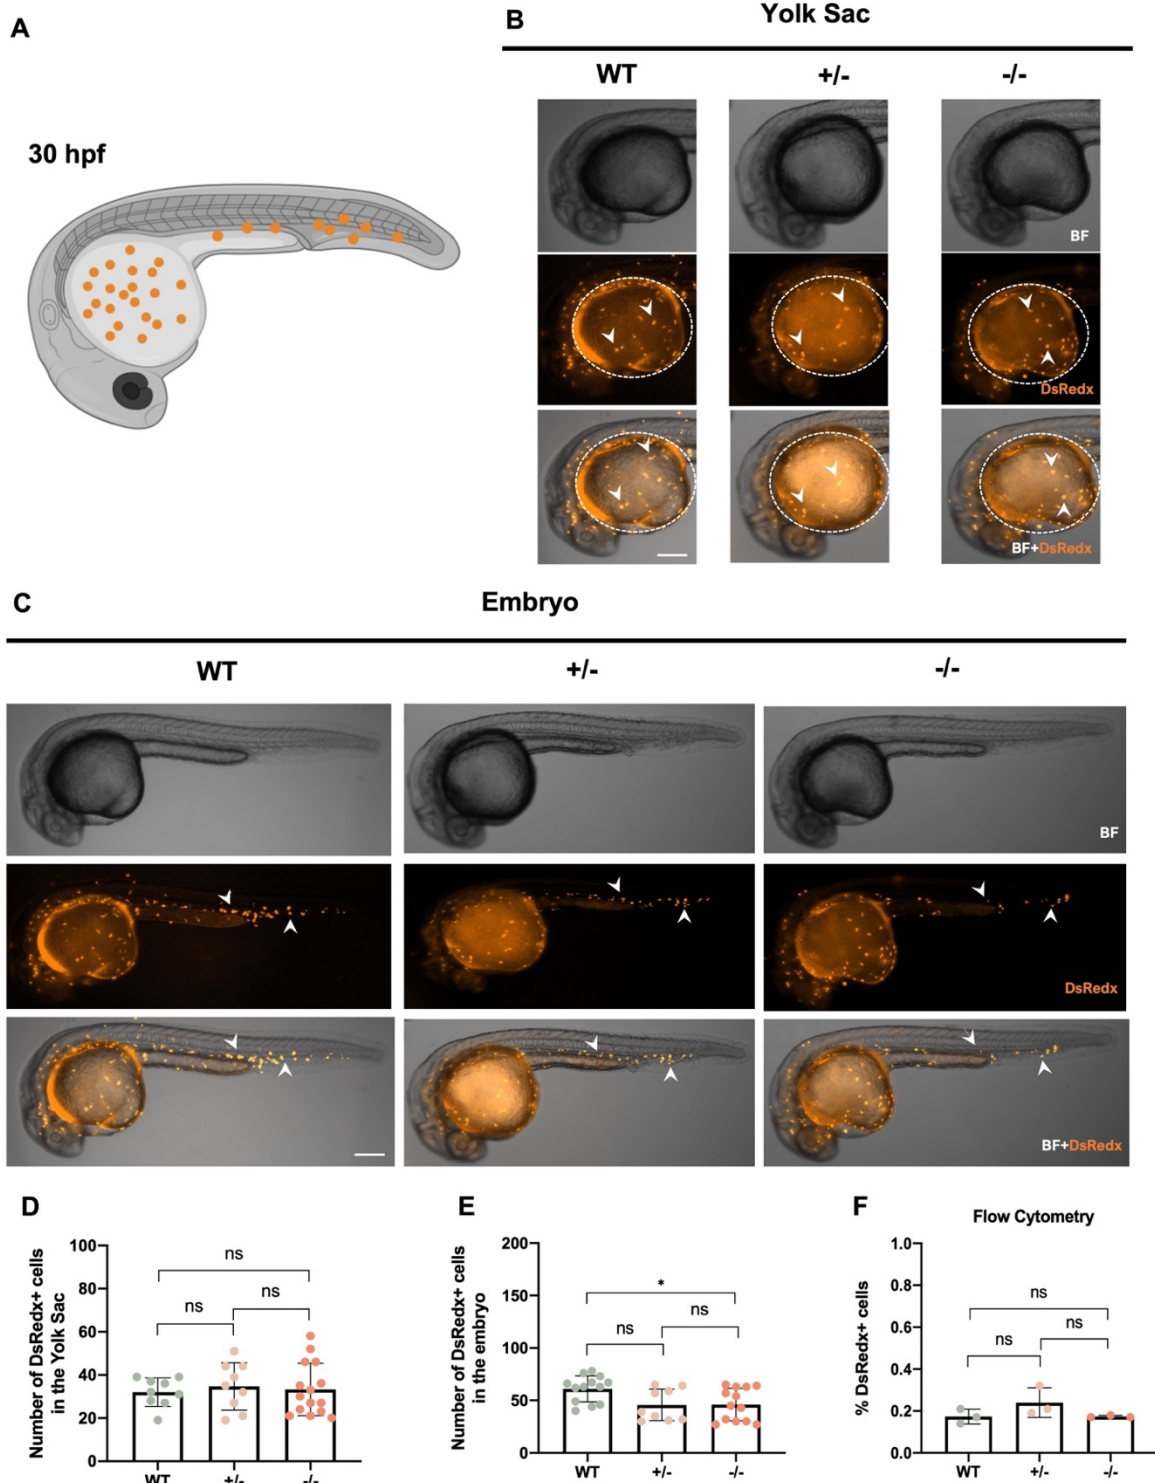 A
30 hpf
B
Yolk Sac
WT
+/-
-/-
BF
DsRedx
BF+DsRedx
C
Embryo
WT
+/-
-/-
BF
DsRedx
BF+DsRedx
D
Number of DsRedx+ cells
in the Yolk Sac
100
80
60
40
20
0
ns
ns
ns
WT
+/-
-/-
E
Number of DsRedx+ cells
in the embryo
200
150
100
50
0
*
ns
ns
WT
+/-
-/-
F
Flow Cytometry
% DsRedx+ cells
1.0
0.8
0.6
0.4
0.2
0.0
ns
ns
ns
WT
+/-
-/-